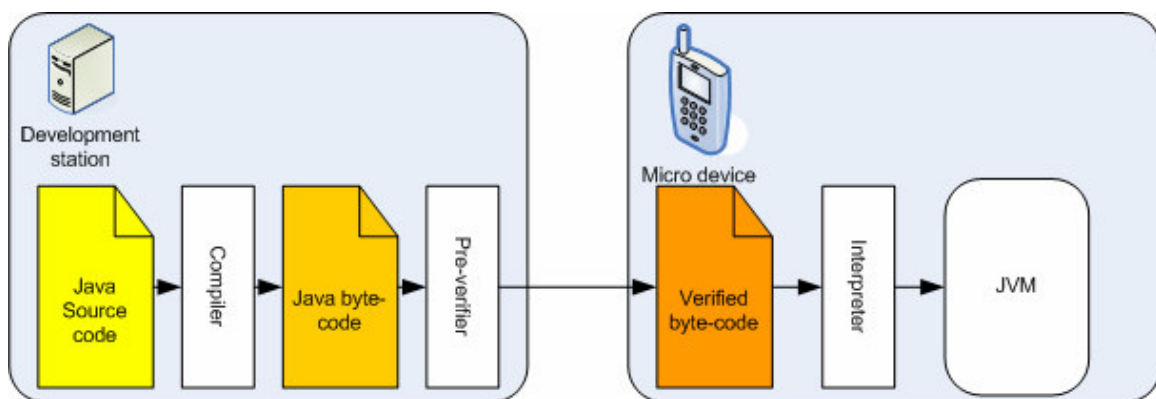 Development
station
Java
Source
code
Compiler
Java byte-
code
Pre-verifier
Micro device
Verified
byte-code
Interpreter
JVM